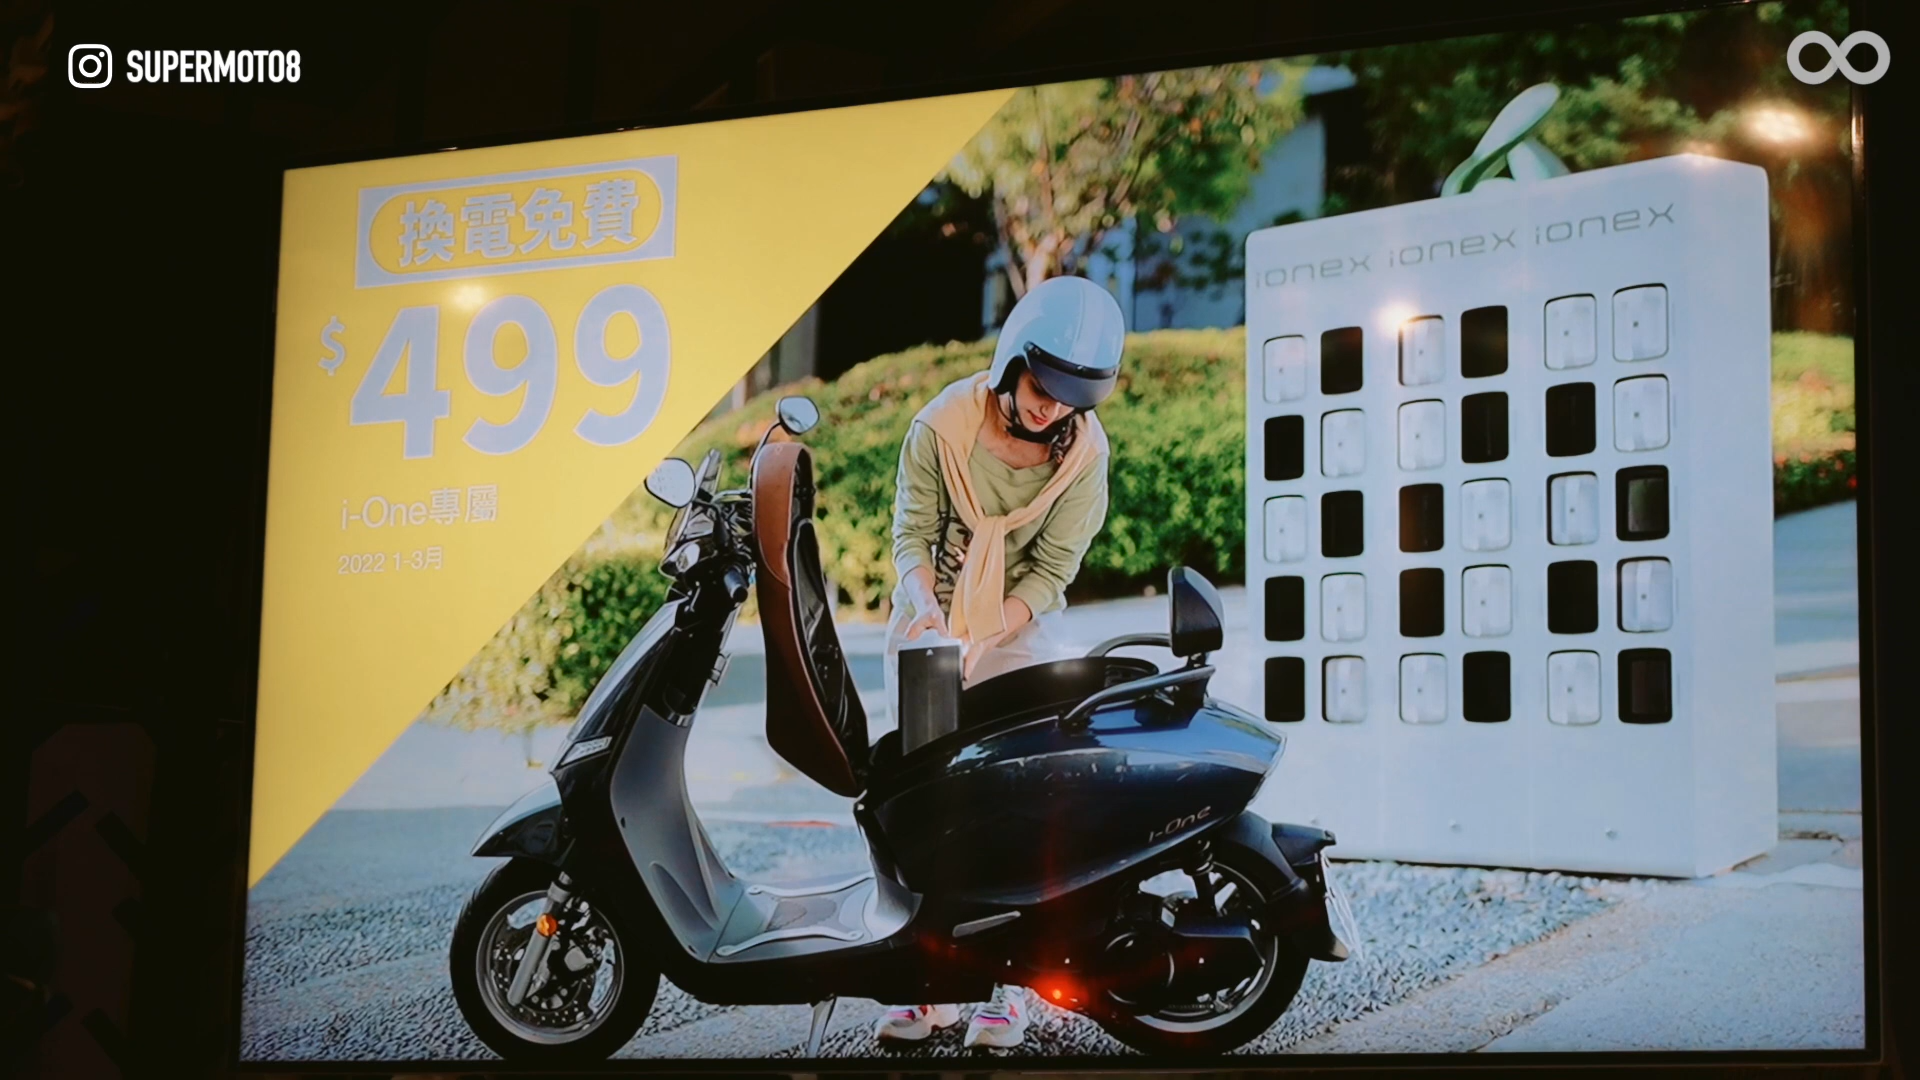 SUPERMOTO8
換電免費
$499
i-One專屬
2022 1-3月
ionex ionex ionex
i-One